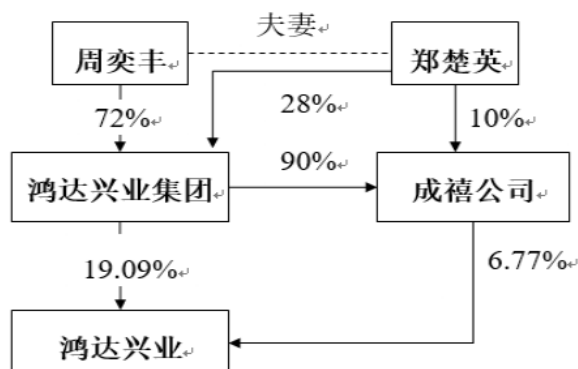 夫妻
周奕丰
郑楚英
72%
28%
10%
鸿达兴业集团
90%
成禧公司
19.09%
6.77%
鸿达兴业